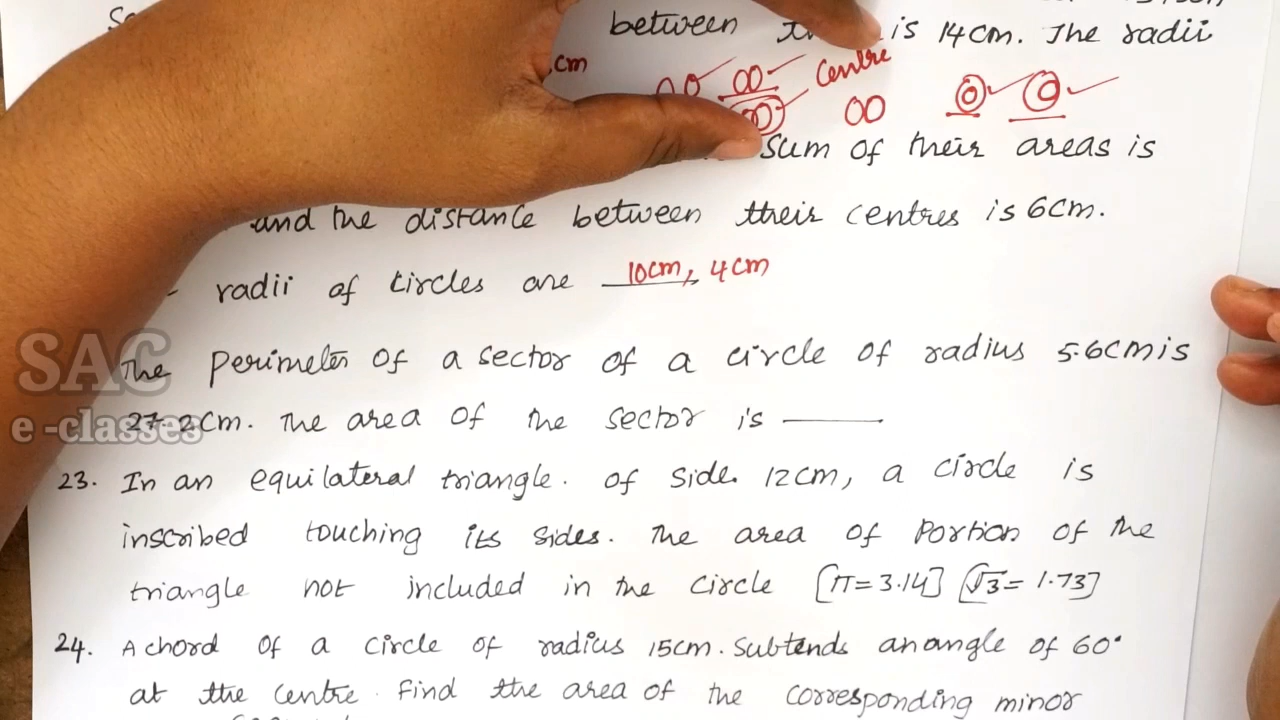 between is 14cm. The radii
cm
Centre
sum of their areas is
and the distance between their centres is 6cm.
radii of circles are 10cm, 4cm
SAC
The perimeter of a sector of a circle of radius 5.6cm is
27.2cm. The area of the sector is ———
e -classes
23. In an equilateral triangle. of side. 12cm, a circle is
inscribed touching its sides. The area of portion of the
triangle not included in the circle [π=3.14] (√3= 1.73]
24. A chord of a circle of radius 15cm. Subtends an angle of 60°
at the centre. Find the area of the corresponding minor